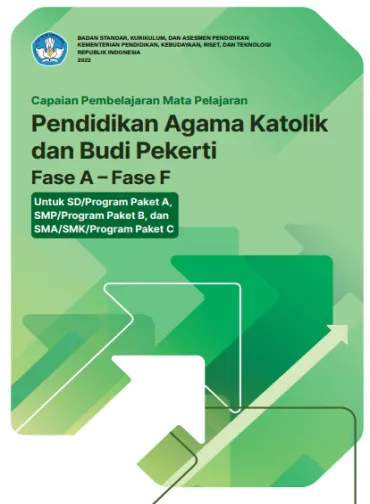 BADAN STANDAR, KURIKULUM, DAN ASESMEN PENDIDIKAN
KEMENTERIAN PENDIDIKAN, KEBUDAYAAN, RISET, DAN TEKNOLOGI
REPUBLIK INDONESIA
2022
Capaian Pembelajaran Mata Pelajaran
Pendidikan Agama Katolik
dan Budi Pekerti
Fase A – Fase F
Untuk SD/Program Paket A,
SMP/Program Paket B, dan
SMA/SMK/Program Paket C